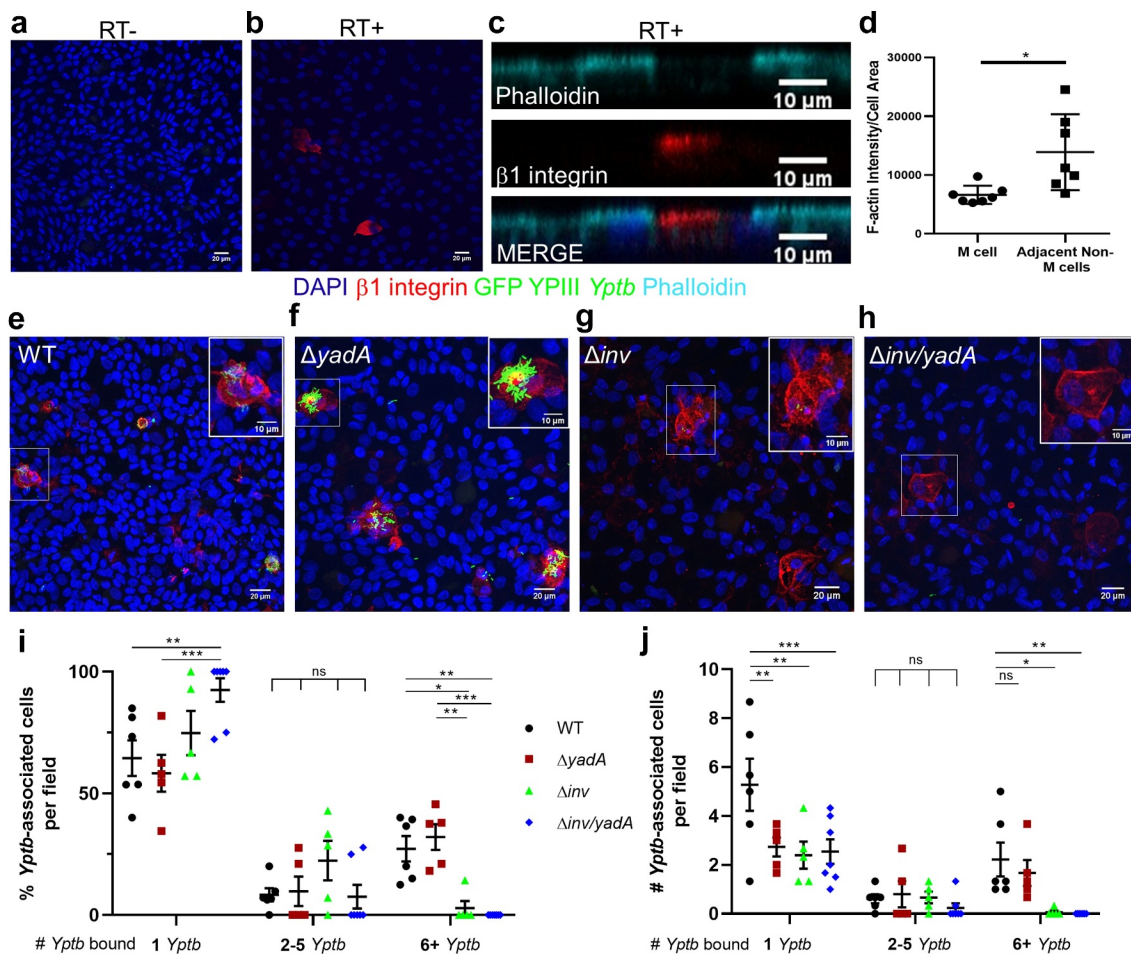 a
RT-
20 µm
b
RT+
20 µm
c
RT+
Phalloidin
10 µm
β1 integrin
10 µm
MERGE
10 µm
d
*
30000
20000
10000
0
F-actin Intensity/Cell Area
M cell
Adjacent Non-
M cells
DAPI β1 integrin GFP YPIII Yptb Phalloidin
e
WT
10 µm
20 µm
f
ΔyadA
10 µm
20 µm
g
Δinv
10 µm
20 µm
h
Δinv/yadA
10 µm
20 µm
i
**
***
ns
**
*
***
**
100
50
0
% Yptb-associated cells
per field
# Yptb bound
1 Yptb
2-5 Yptb
6+ Yptb
WT
ΔyadA
Δinv
Δinv/yadA
j
***
**
**
ns
**
*
ns
10
8
6
4
2
0
# Yptb-associated cells
per field
# Yptb bound
1 Yptb
2-5 Yptb
6+ Yptb